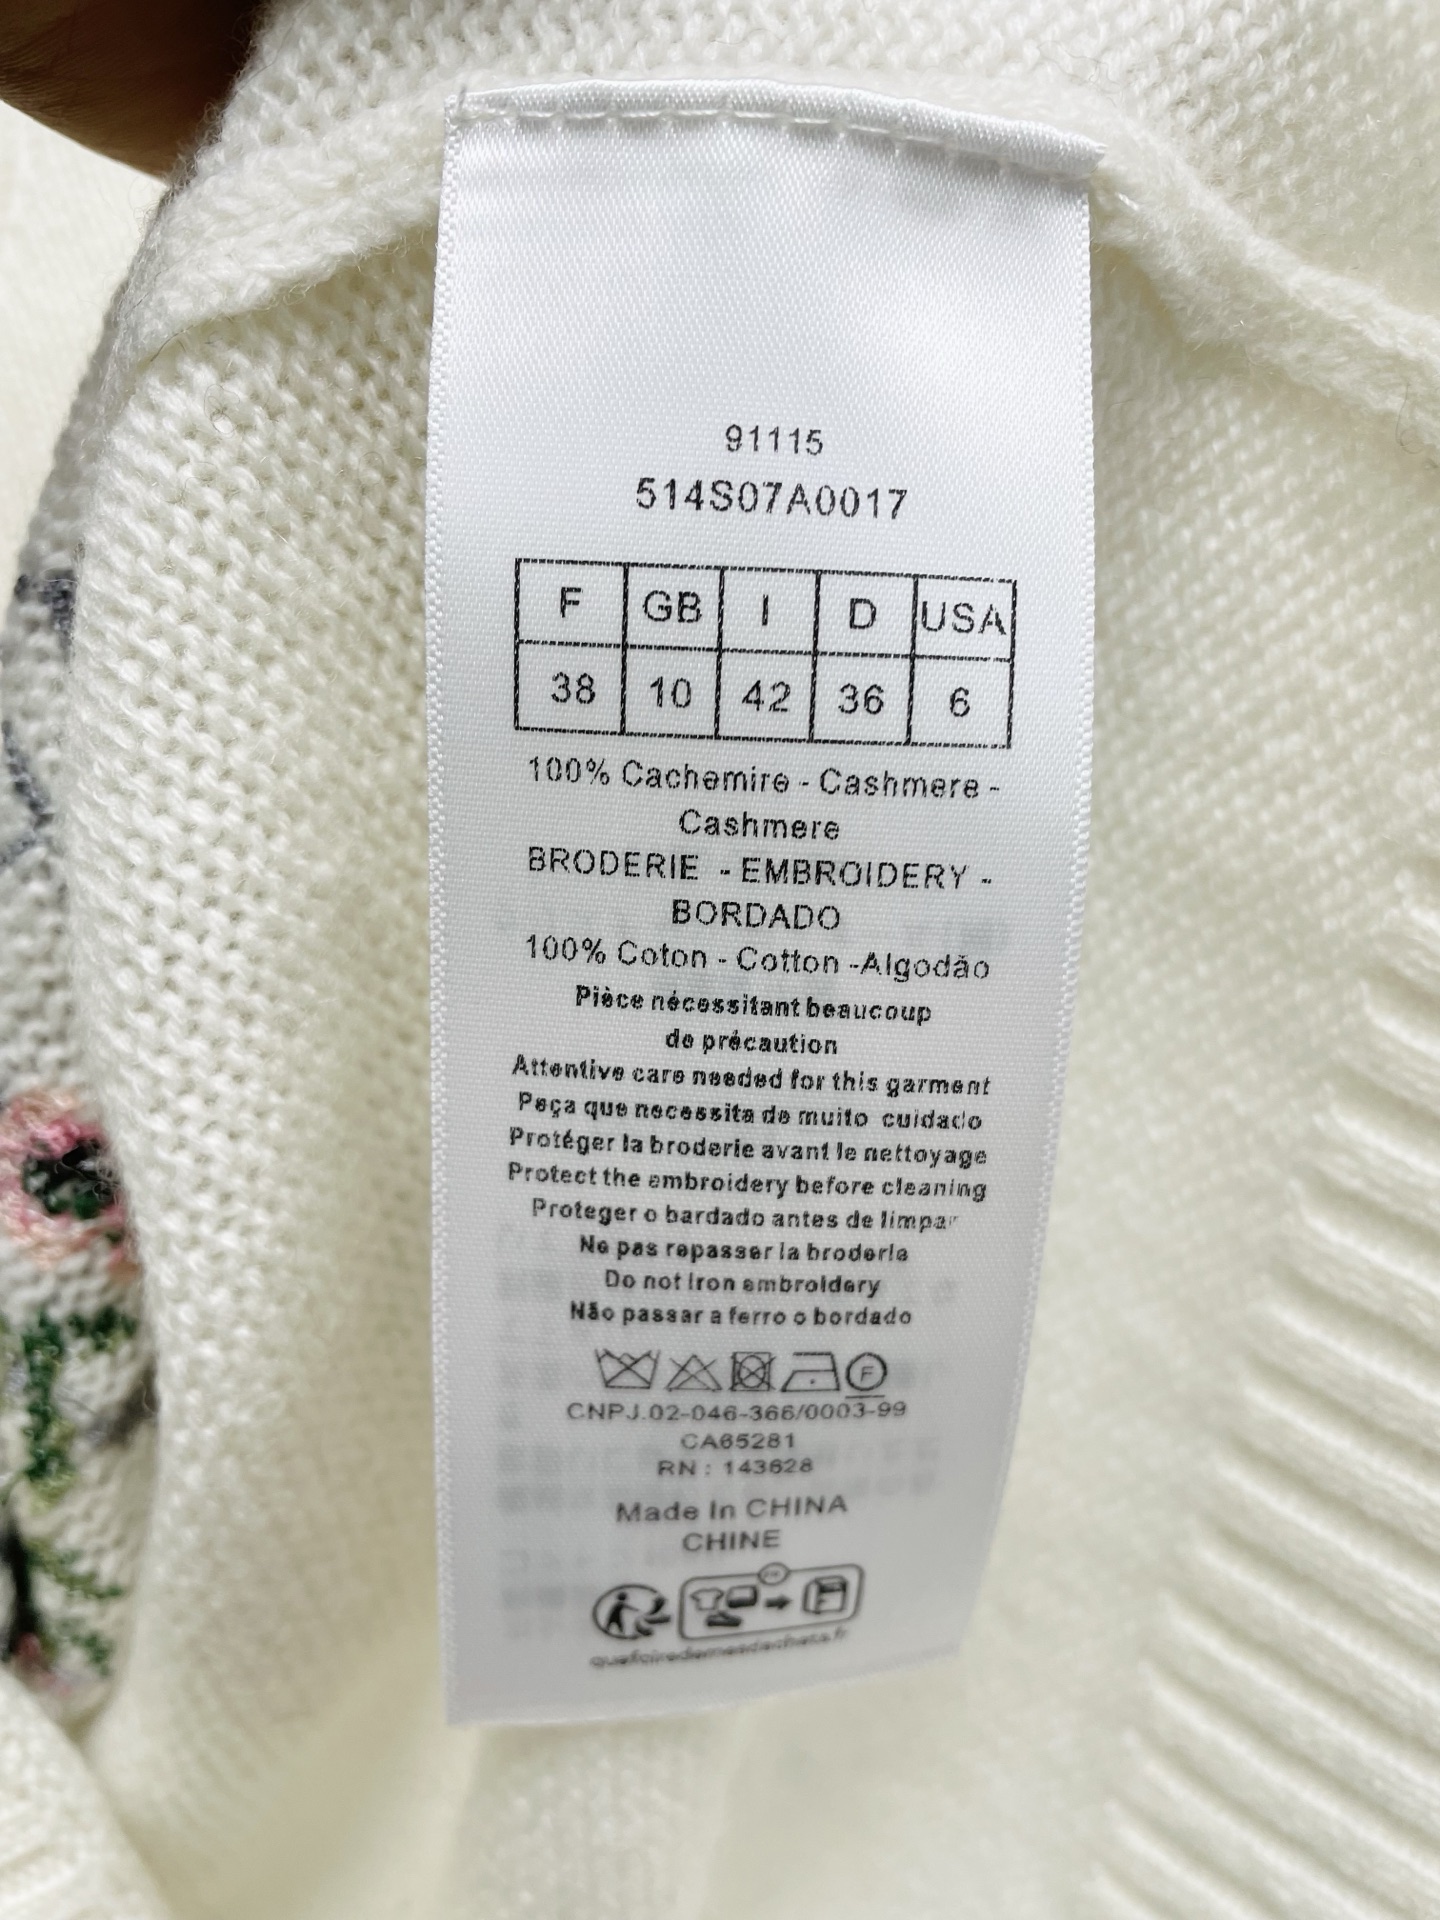 91115
514S07A0017
F GB I D USA
38 10 42 36 6
100% Cachemire - Cashmere -
Cashmere
BRODERIE - EMBROIDERY -
BORDADO
100% Coton - Cotton -Algodão
Pièce nécessitant beaucoup
de précaution
Attentive care needed for this garment
Peça que necessita de muito cuidado
Protéger la broderie avant le nettoyage
Protect the embroidery before cleaning
Proteger o bardado antes de limpar
Ne pas repasser la broderie
Do not Iron embroidery
Não passar a ferro o bordado
F
CNPJ.02-046-366/0003-99
CA65281
RN : 143628
Made In CHINA
CHINE